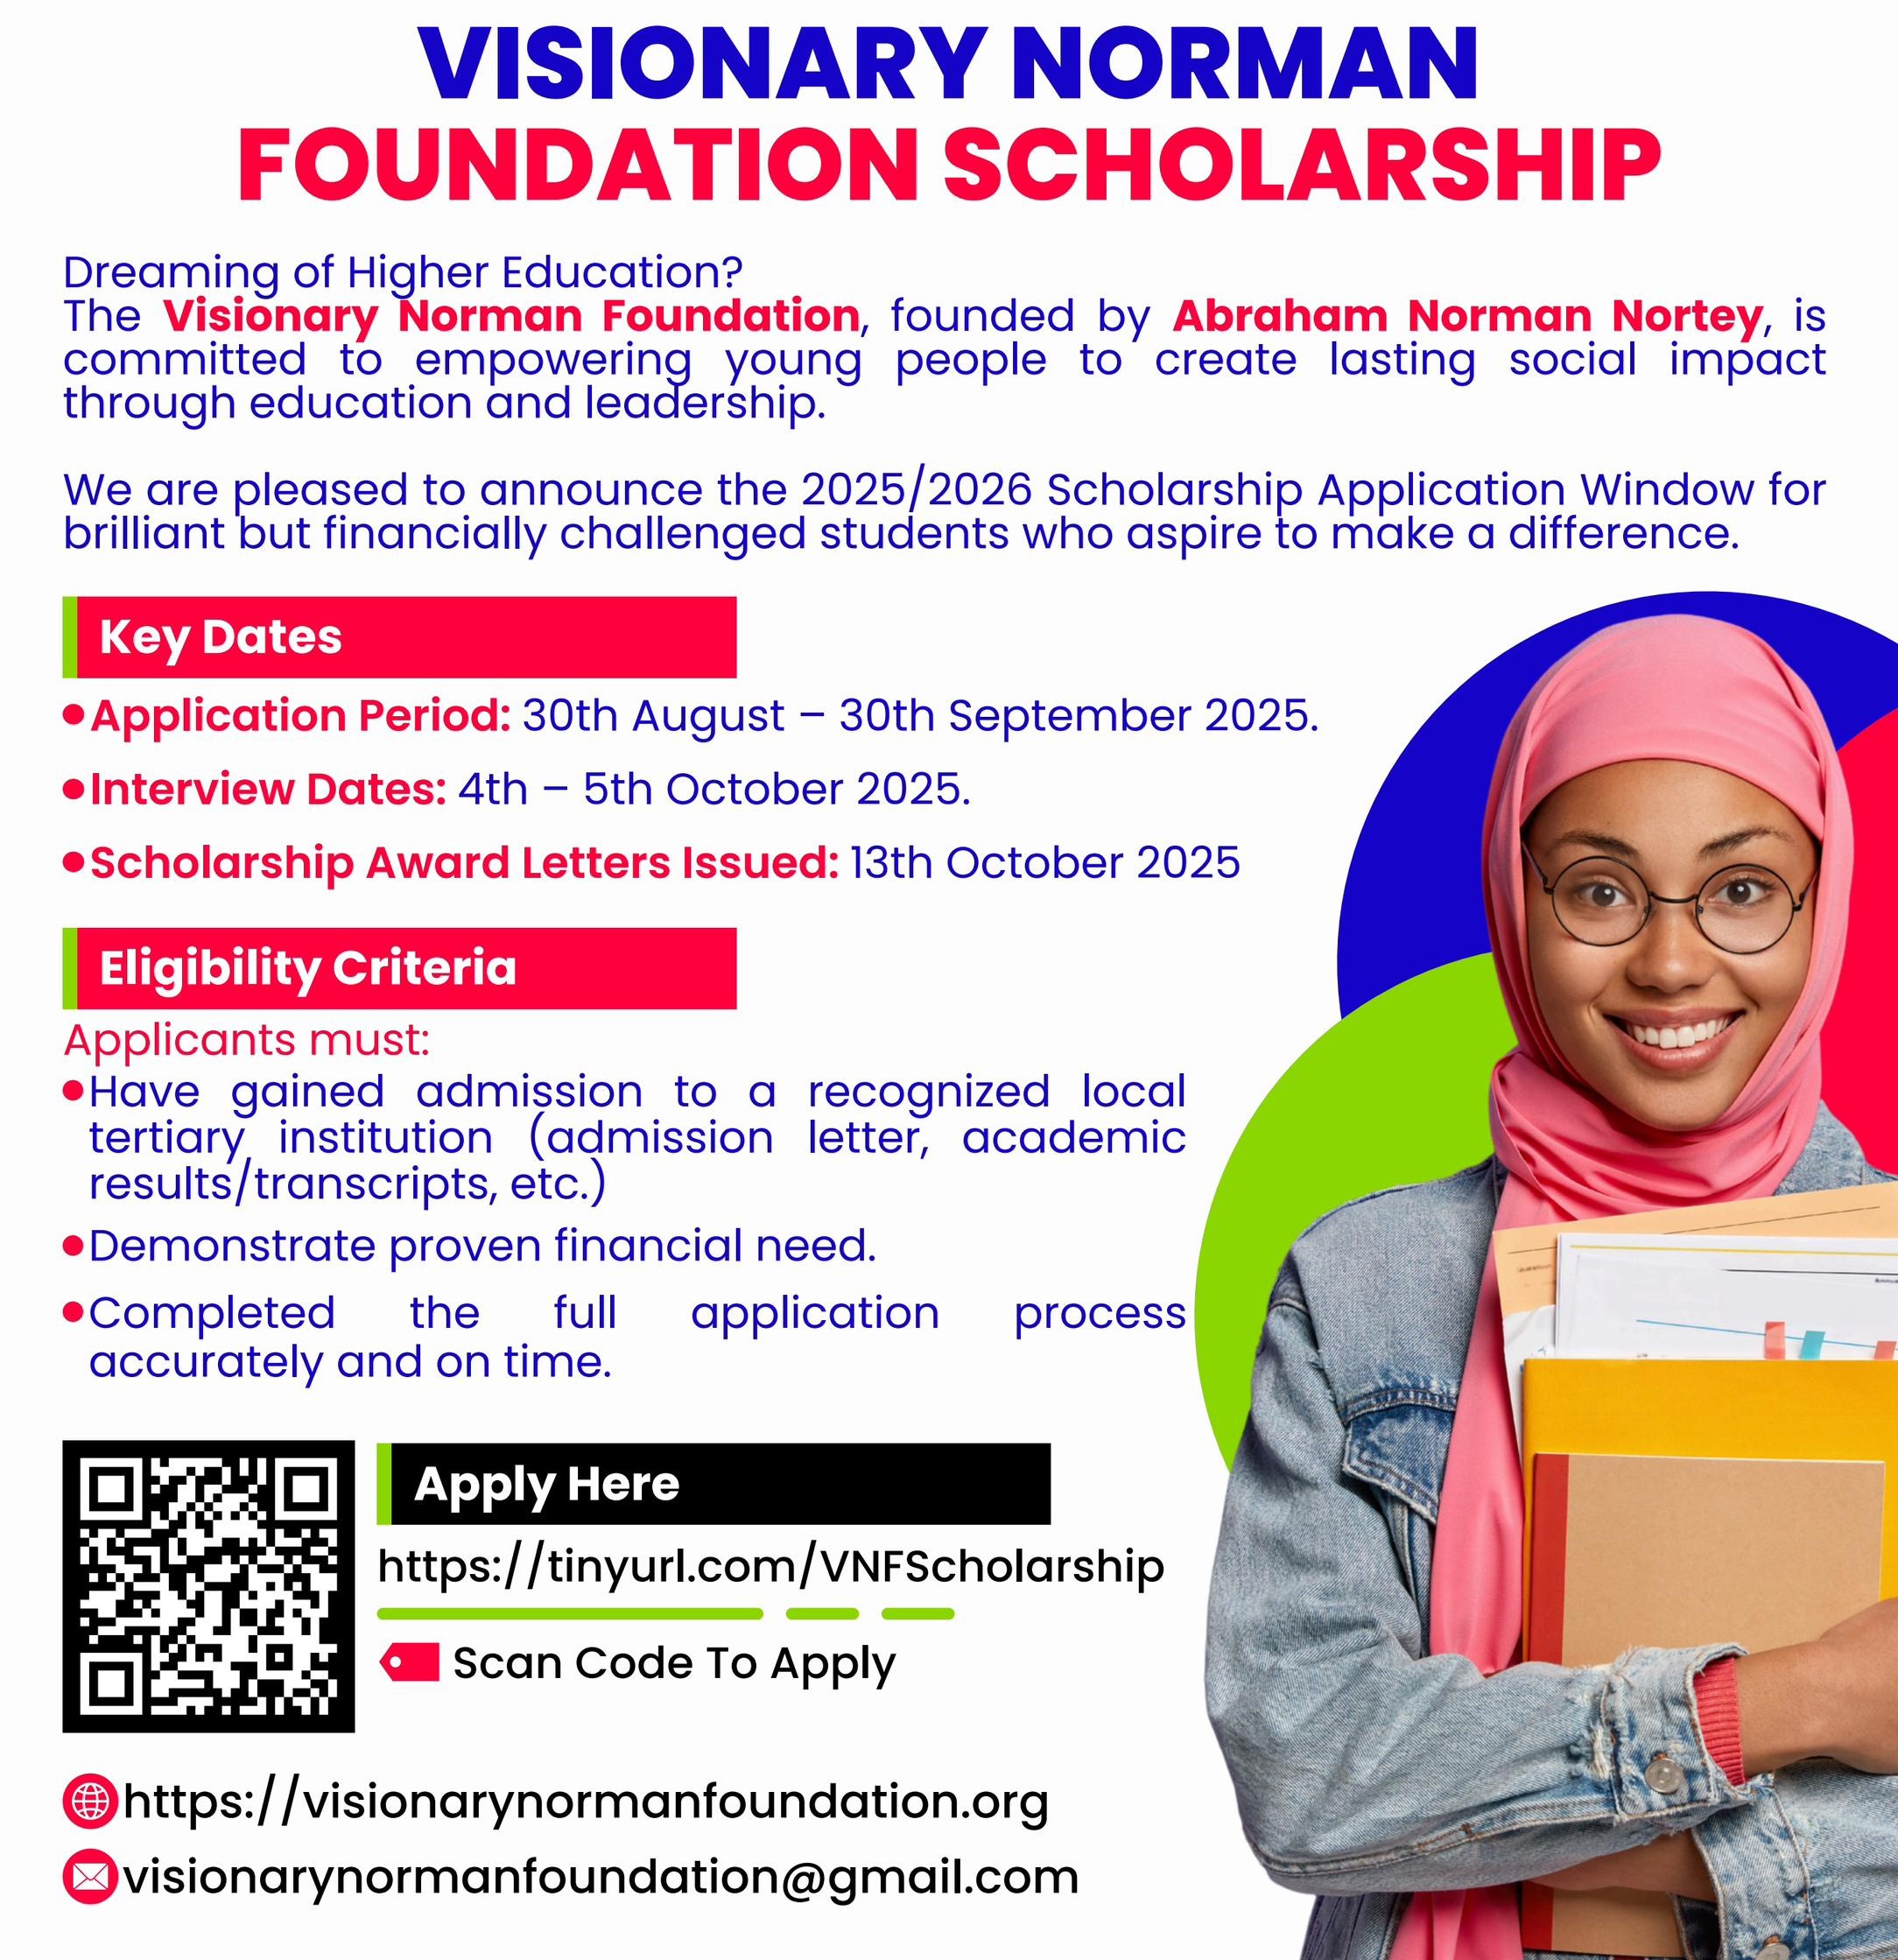 VISIONARY NORMAN
FOUNDATION SCHOLARSHIP
Dreaming of Higher Education?
The Visionary Norman Foundation, founded by Abraham Norman Nortey, is
committed to empowering young people to create lasting social impact
through education and leadership.
We are pleased to announce the 2025/2026 Scholarship Application Window for
brilliant but financially challenged students who aspire to make a difference.
Key Dates
•Application Period: 30th August – 30th September 2025.
•Interview Dates: 4th – 5th October 2025.
•Scholarship Award Letters Issued: 13th October 2025
Eligibility Criteria
Applicants must:
•Have gained admission to a recognized local
tertiary institution (admission letter, academic
results/transcripts, etc.)
•Demonstrate proven financial need.
•Completed the full application process
accurately and on time.
Apply Here
https://tinyurl.com/VNFScholarship
Scan Code To Apply
https://visionarynormanfoundation.org
visionarynormanfoundation@gmail.com